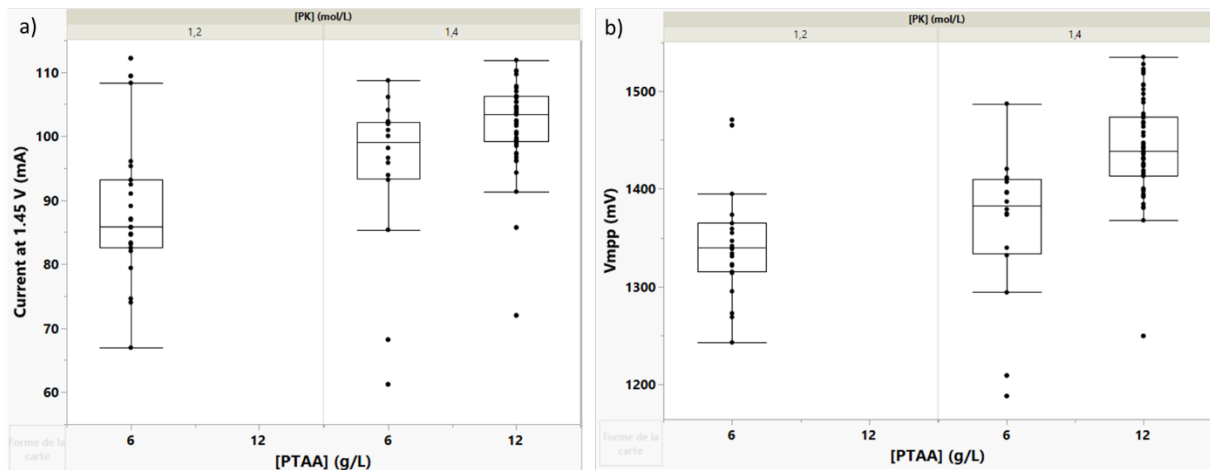 a)
[PK] (mol/L)
1,2 1,4
Current at 1.45 V (mA)
110
100
90
80
70
60
Forme de la
carte
6 12 6 12
[PTAA] (g/L)
b)
[PK] (mol/L)
1,2 1,4
Vmpp (mV)
1500
1400
1300
1200
Forme de la
carte
6 12 6 12
[PTAA] (g/L)